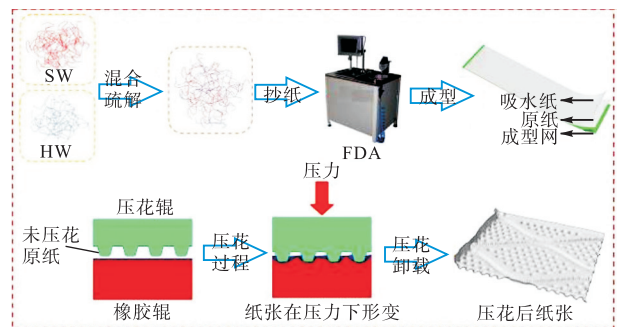 SW
HW
混合
疏解
抄纸
FDA
成型
吸水纸
原纸
成型网
压力
压花辊
未压花
原纸
橡胶辊
压花
过程
纸张在压力下形变
压花
卸载
压花后纸张